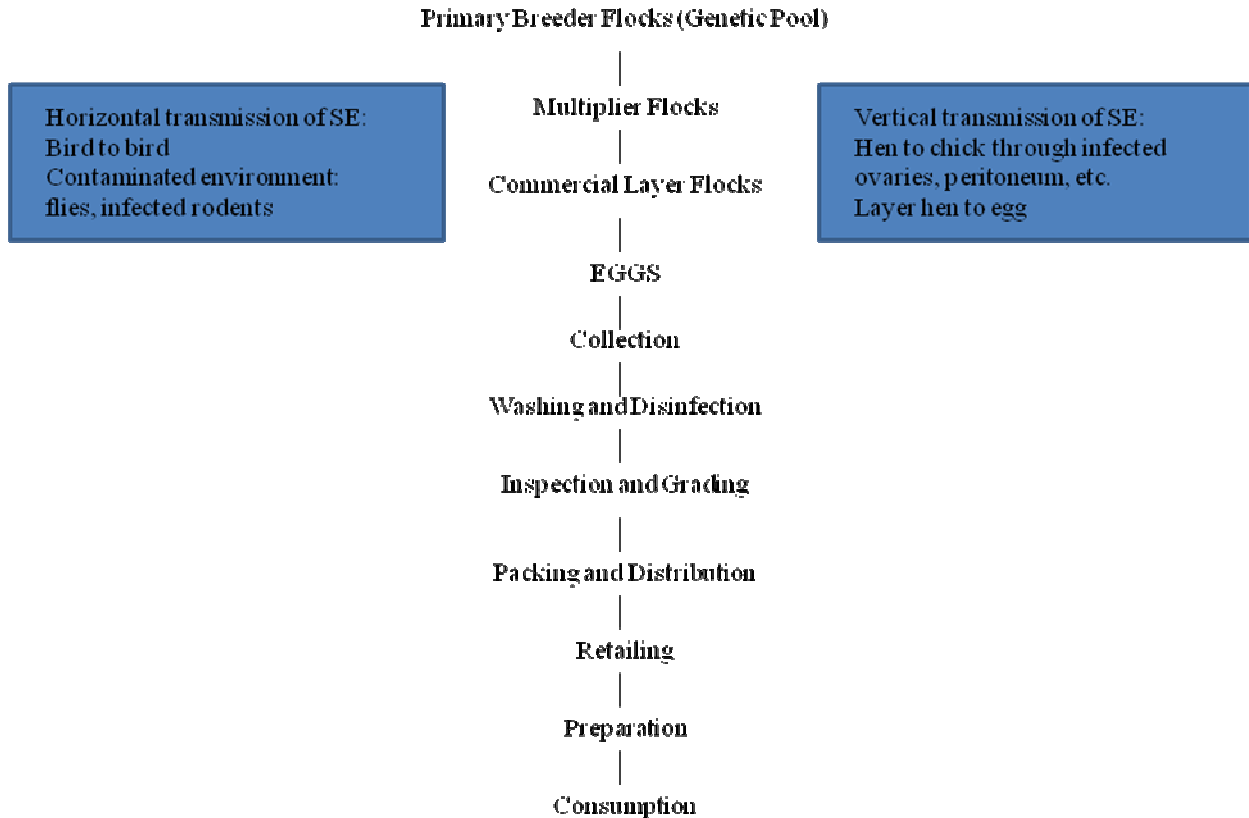 Primary Breeder Flocks (Genetic Pool)
Horizontal transmission of SE:
Bird to bird
Contaminated environment:
flies, infected rodents
Multiplier Flocks
Commercial Layer Flocks
Vertical transmission of SE:
Hen to chick through infected
ovaries, peritoneum, etc.
Layer hen to egg
EGGS
Collection
Washing and Disinfection
Inspection and Grading
Packing and Distribution
Retailing
Preparation
Consumption